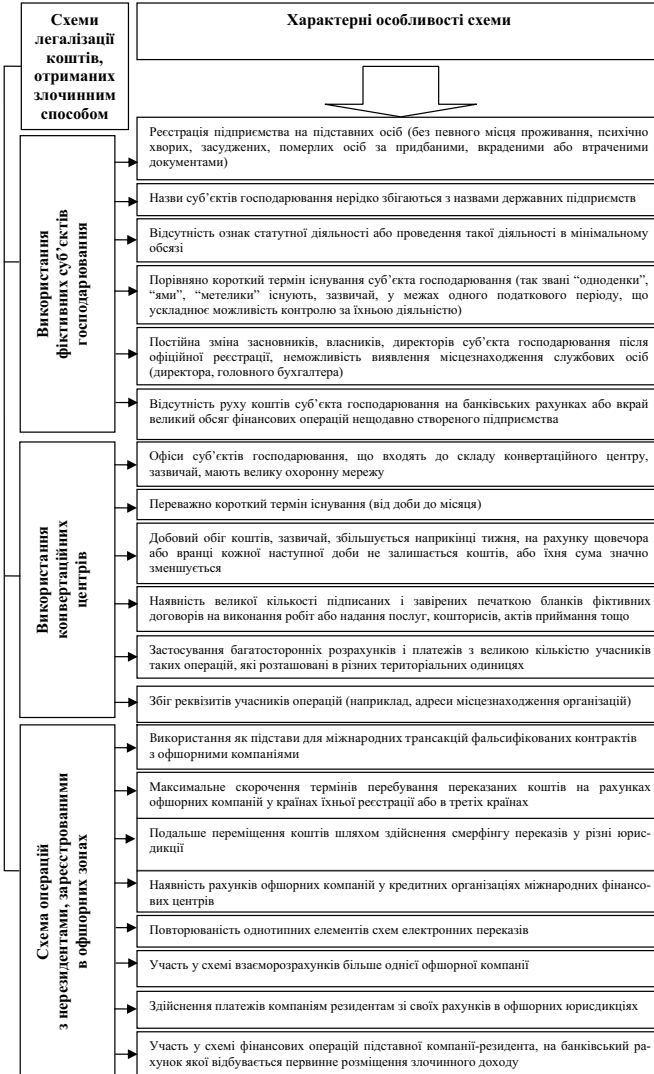 Схеми
легалізації
коштів,
отриманих
злочинним
способом
Характерні особливості схеми
Використання
фіктивних суб’єктів
господарювання
Реєстрація підприємства на підставних осіб (без певного місця проживання, психічно
хворих, засуджених, померлих осіб за придбаними, вкраденими або втраченими
документами)
Назви суб’єктів господарювання нерідко збігаються з назвами державних підприємств
Відсутність ознак статутної діяльності або проведення такої діяльності в мінімальному
обсязі
Порівняно короткий термін існування суб’єкта господарювання (так звані “одноденки”,
“ями”, “метелики” існують, зазвичай, у межах одного податкового періоду, що
ускладнює можливість контролю за їхньою діяльністю)
Постійна зміна засновників, власників, директорів суб’єкта господарювання після
офіційної реєстрації, неможливість виявлення місцезнаходження службових осіб
(директора, головного бухгалтера)
Відсутність руху коштів суб’єкта господарювання на банківських рахунках або вкрай
великий обсяг фінансових операцій нещодавно створеного підприємства
Використання
конвертаційних
центрів
Офіси суб’єктів господарювання, що входять до складу конвертаційного центру,
зазвичай, мають велику охоронну мережу
Переважно короткий термін існування (від доби до місяця)
Добовий обіг коштів, зазвичай, збільшується наприкінці тижня, на рахунку щовечора
або вранці кожної наступної доби не залишається коштів, або їхня сума значно
зменшується
Наявність великої кількості підписаних і завірених печаткою бланків фіктивних
договорів на виконання робіт або надання послуг, кошторисів, актів приймання тощо
Застосування багатосторонніх розрахунків і платежів з великою кількістю учасників
таких операцій, які розташовані в різних територіальних одиницях
Збіг реквізитів учасників операцій (наприклад, адреси місцезнаходження організацій)
Схема операцій
з нерезидентами, зареєстрованими
в офшорних зонах
Використання як підстави для міжнародних трансакцій фальсифікованих контрактів
з офшорними компаніями
Максимальне скорочення термінів перебування переказаних коштів на рахунках
офшорних компаній у країнах їхньої реєстрації або в третіх країнах
Подальше переміщення коштів шляхом здійснення смерфінгу переказів у різні юрис-
дикції
Наявність рахунків офшорних компаній у кредитних організаціях міжнародних фінансо-
вих центрів
Повторюваність однотипних елементів схем електронних переказів
Участь у схемі взаєморозрахунків більше однієї офшорної компанії
Здійснення платежів компаніям резидентам зі своїх рахунків в офшорних юрисдикціях
Участь у схемі фінансових операцій підставної компанії-резидента, на банківський ра-
хунок якої відбувається первинне розміщення злочинного доходу